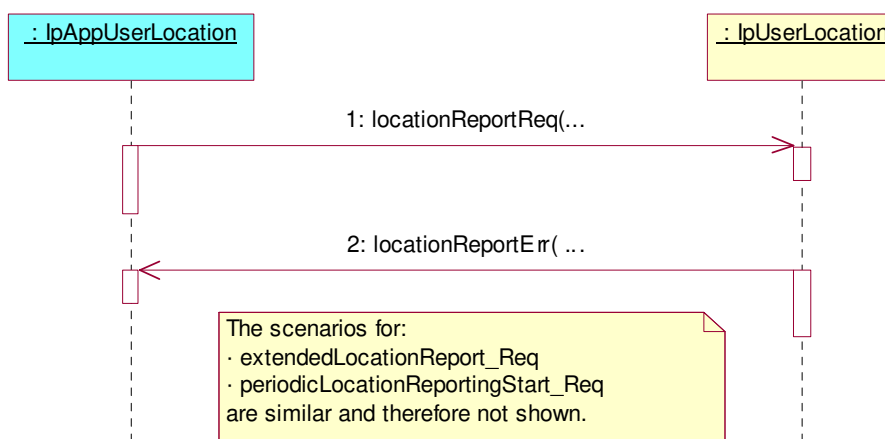 : IpAppUserLocation
: IpUserLocation
1: locationReportReq(...
2: locationReportErr( ...
The scenarios for:
· extendedLocationReport_Req
· periodicLocationReportingStart_Req
are similar and therefore not shown.